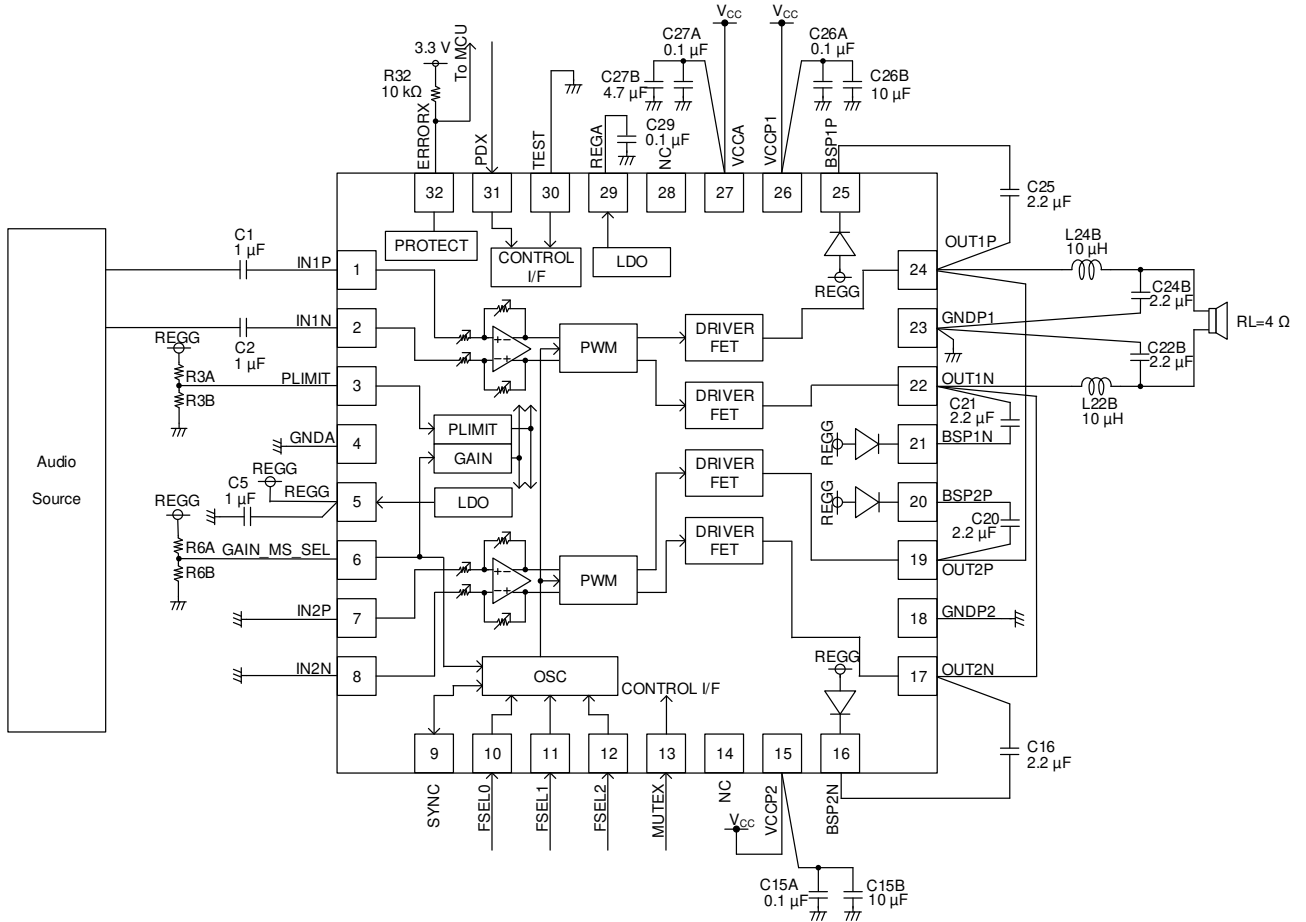 VCC
VCC
C27A
0.1 µF
C26A
0.1 µF
3.3 V
To MCU
R32
10 kΩ
C27B
4.7 µF
C26B
10 µF
ERRORX
PDX
TEST
REGA
C29
0.1 µF
NC
VCCA
VCCP1
BSP1P
32
31
30
29
28
27
26
25
C25
2.2 µF
PROTECT
CONTROL
I/F
LDO
REGG
C1
1 µF
IN1P
1
24
OUT1P
L24B
10 µH
C24B
2.2 µF
IN1N
2
C2
1 µF
PWM
DRIVER
FET
23
GNDP1
RL=4 Ω
C22B
2.2 µF
REGG
R3A
R3B
PLIMIT
3
DRIVER
FET
22
OUT1N
L22B
10 µH
C21
2.2 µF
GNDA
4
PLIMIT
GAIN
REGG
21
BSP1N
Audio
Source
C5
1 µF
REGG
REGG
5
LDO
DRIVER
FET
REGG
20
BSP2P
C20
2.2 µF
REGG
R6A
R6B
GAIN_MS_SEL
6
DRIVER
FET
19
OUT2P
PWM
IN2P
7
18
GNDP2
IN2N
8
REGG
17
OUT2N
OSC
CONTROL I/F
9
10
11
12
13
14
15
16
C16
2.2 µF
SYNC
FSEL0
FSEL1
FSEL2
MUTEX
NC
VCCP2
BSP2N
VCC
C15A
0.1 µF
C15B
10 µF